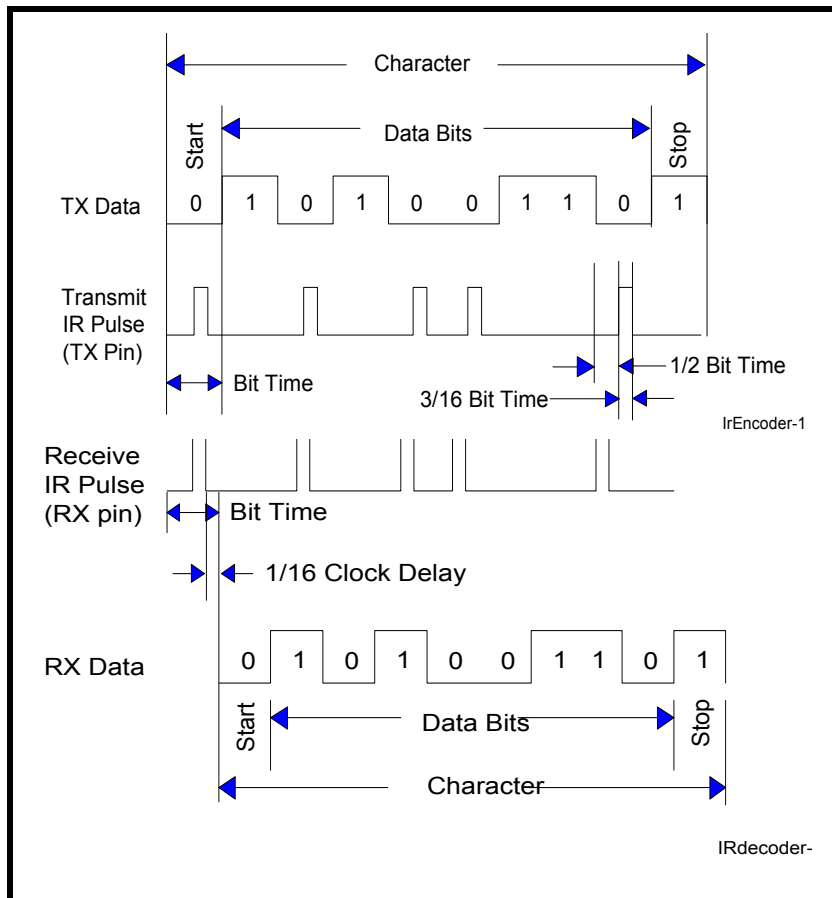 Character
Start
Data Bits
Stop
TX Data
0 1 0 1 0 0 1 1 0 1
Transmit
IR Pulse
(TX Pin)
Bit Time
1/2 Bit Time
3/16 Bit Time
IrEncoder-1
Receive
IR Pulse
(RX pin)
Bit Time
1/16 Clock Delay
RX Data
0 1 0 1 0 0 1 1 0 1
Start
Data Bits
Stop
Character
IRdecoder-